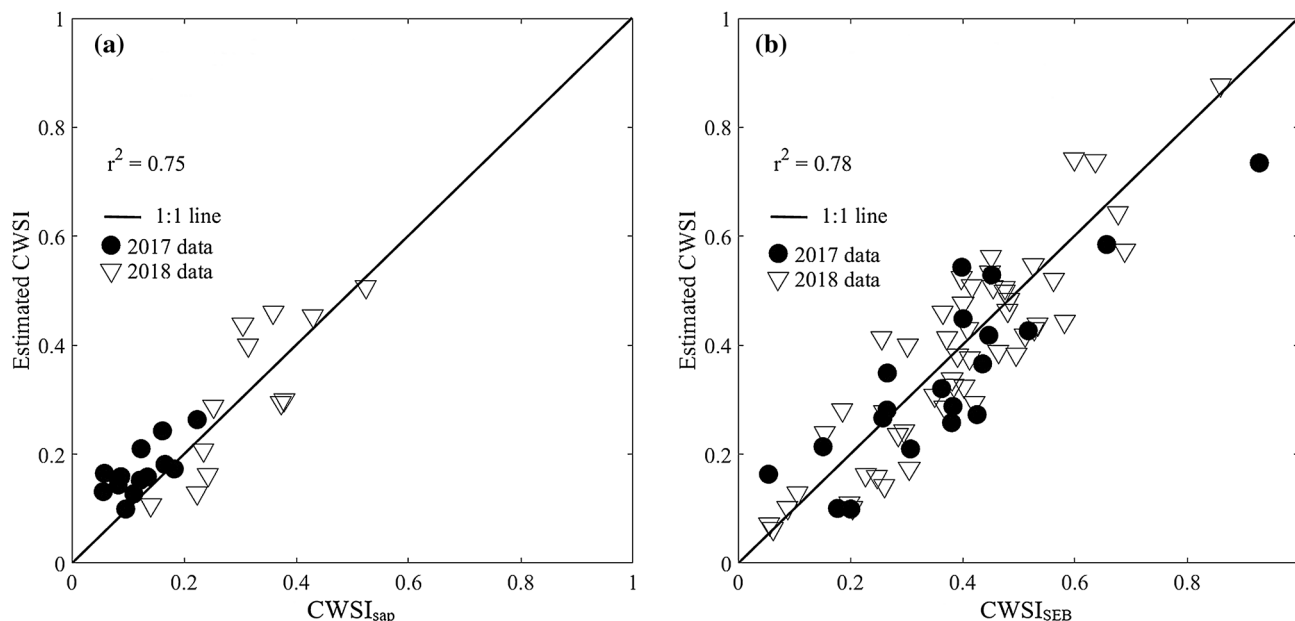 (a)
r² = 0.75
1:1 line
2017 data
2018 data
Estimated CWSI
0
0.2
0.4
0.6
0.8
1
0
0.2
0.4
0.6
0.8
1
CWSIsap
(b)
r² = 0.78
1:1 line
2017 data
2018 data
Estimated CWSI
0
0.2
0.4
0.6
0.8
1
0
0.2
0.4
0.6
0.8
CWSISEB